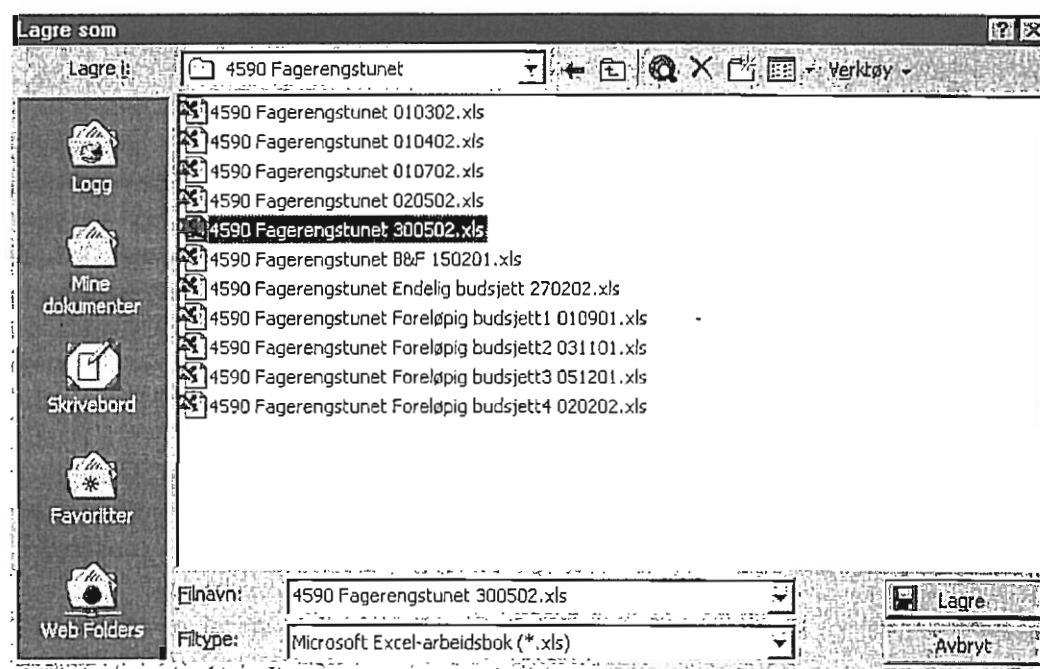 Lagre som
Lagre i: 4590 Fagerengstunet Verktøy
4590 Fagerengstunet 010302.xls
4590 Fagerengstunet 010402.xls
4590 Fagerengstunet 010702.xls
4590 Fagerengstunet 020502.xls
4590 Fagerengstunet 300502.xls
4590 Fagerengstunet B&F 150201.xls
4590 Fagerengstunet Endelig budsjett 270202.xls
4590 Fagerengstunet Foreløpig budsjett1 010901.xls
4590 Fagerengstunet Foreløpig budsjett2 031101.xls
4590 Fagerengstunet Foreløpig budsjett3 051201.xls
4590 Fagerengstunet Foreløpig budsjett4 020202.xls
Logg
Mine
dokumenter
Skrivebord
Favoritter
Web Folders
Filnavn: 4590 Fagerengstunet 300502.xls Lagre
Filtype: Microsoft Excel-arbeidsbok (*.xls) Avbryt